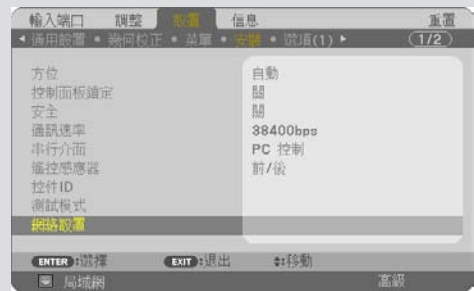 輸入端口 調整 設置 信息 重置
通用設置 • 幾何校正 • 菜單 • 安裝 • 選項(1) 1/2
方位 自動
控制面板鎖定 關
安全 關
通訊速率 38400bps
串行介面 PC 控制
遙控感應器 前/後
控件ID
測試模式
網絡設置
ENTER :選擇 EXIT :退出 :移動
局域網 高級